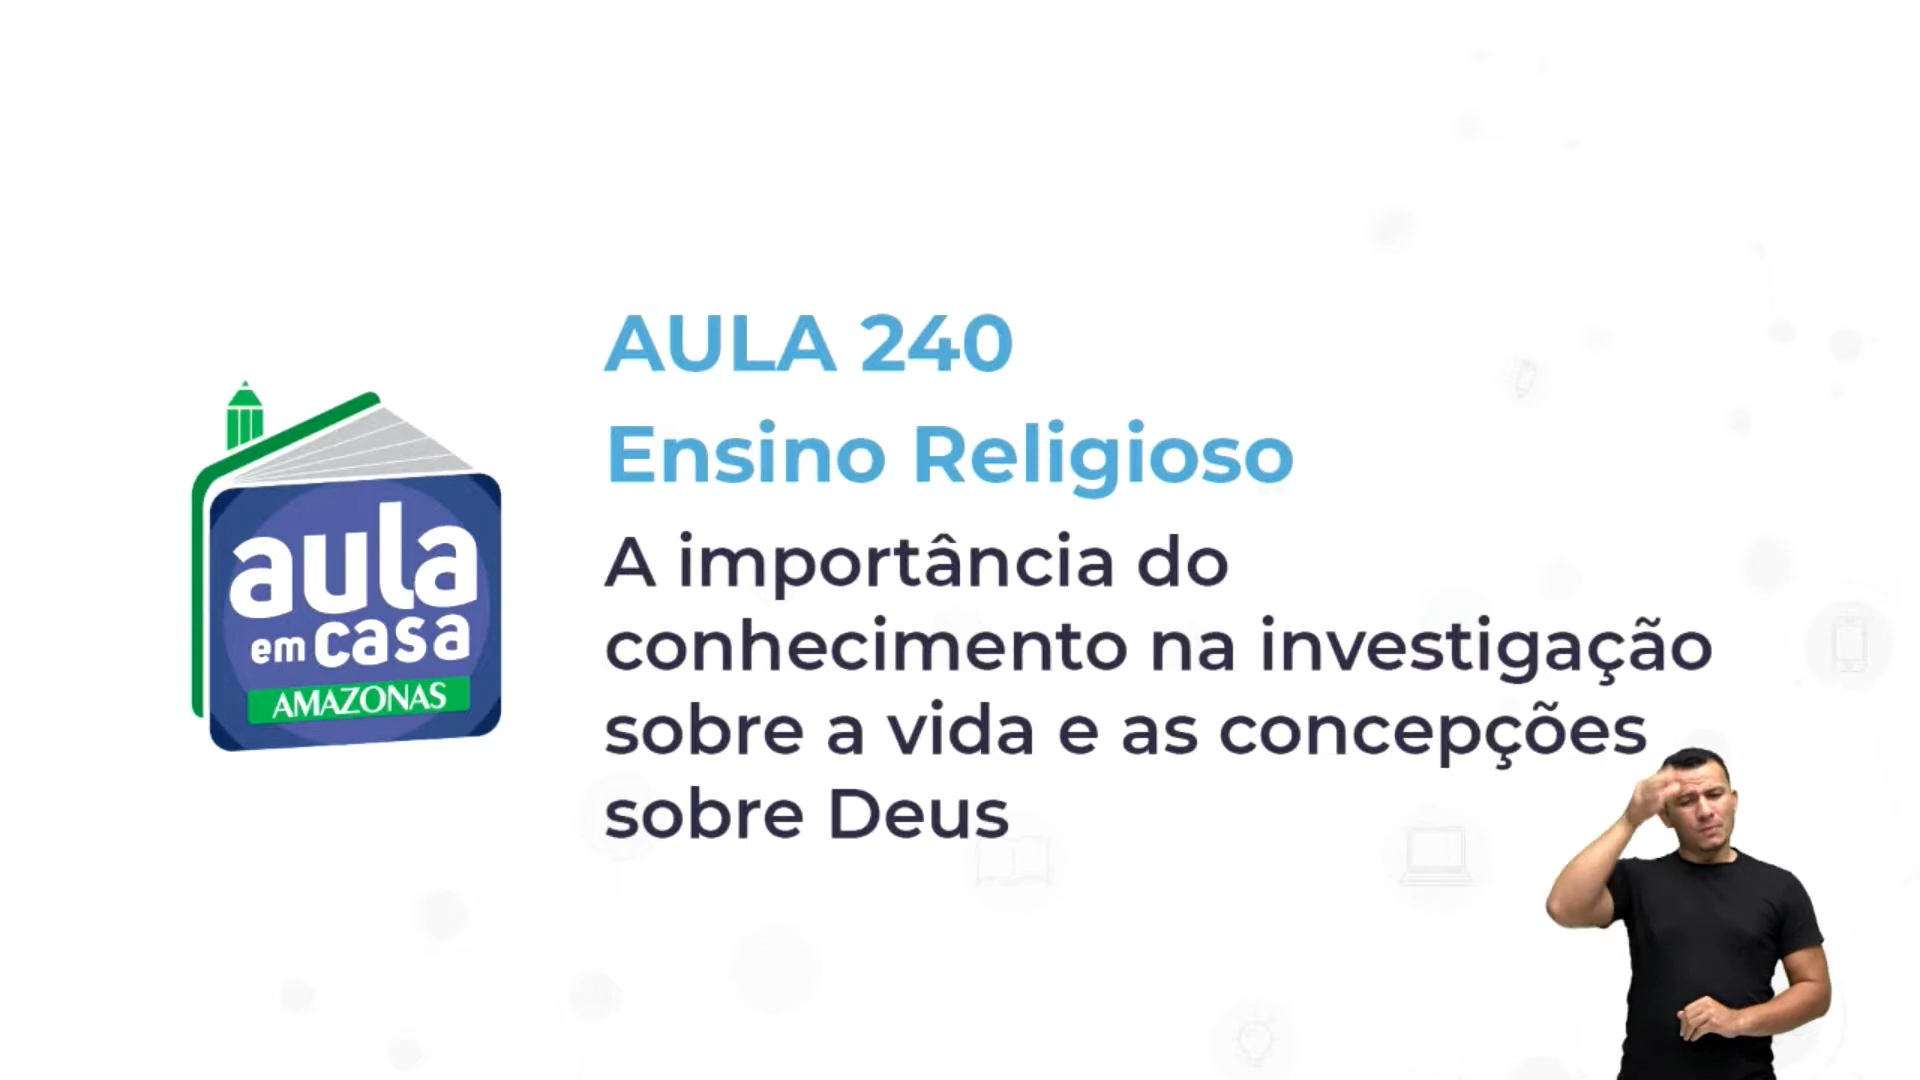 AULA 240
Ensino Religioso
A importância do
conhecimento na investigação
sobre a vida e as concepções
sobre Deus
aula
em casa
AMAZONAS